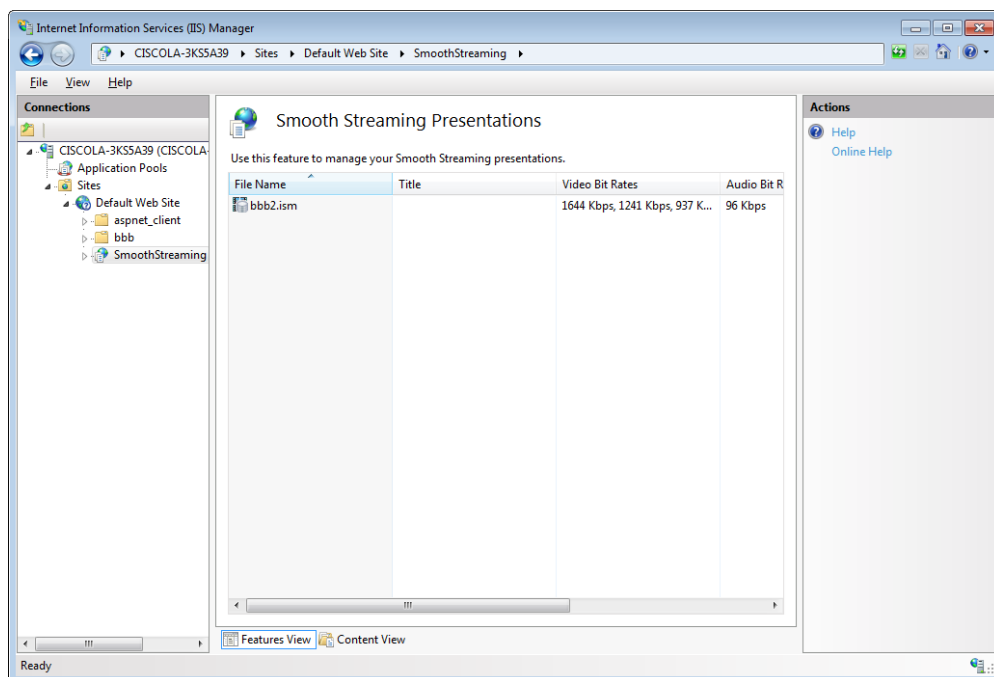 Internet Information Services (IIS) Manager
CISCOLA-3KS5A39 Sites Default Web Site SmoothStreaming
File View Help
Connections
CISCOLA-3KS5A39 (CISCOLA-
Application Pools
Sites
Default Web Site
aspnet_client
bbb
SmoothStreaming
Smooth Streaming Presentations
Use this feature to manage your Smooth Streaming presentations.
File Name Title Video Bit Rates Audio Bit R
bbb2.ism 1644 Kbps, 1241 Kbps, 937 K... 96 Kbps
Features View Content View
Actions
Help
Online Help
Ready